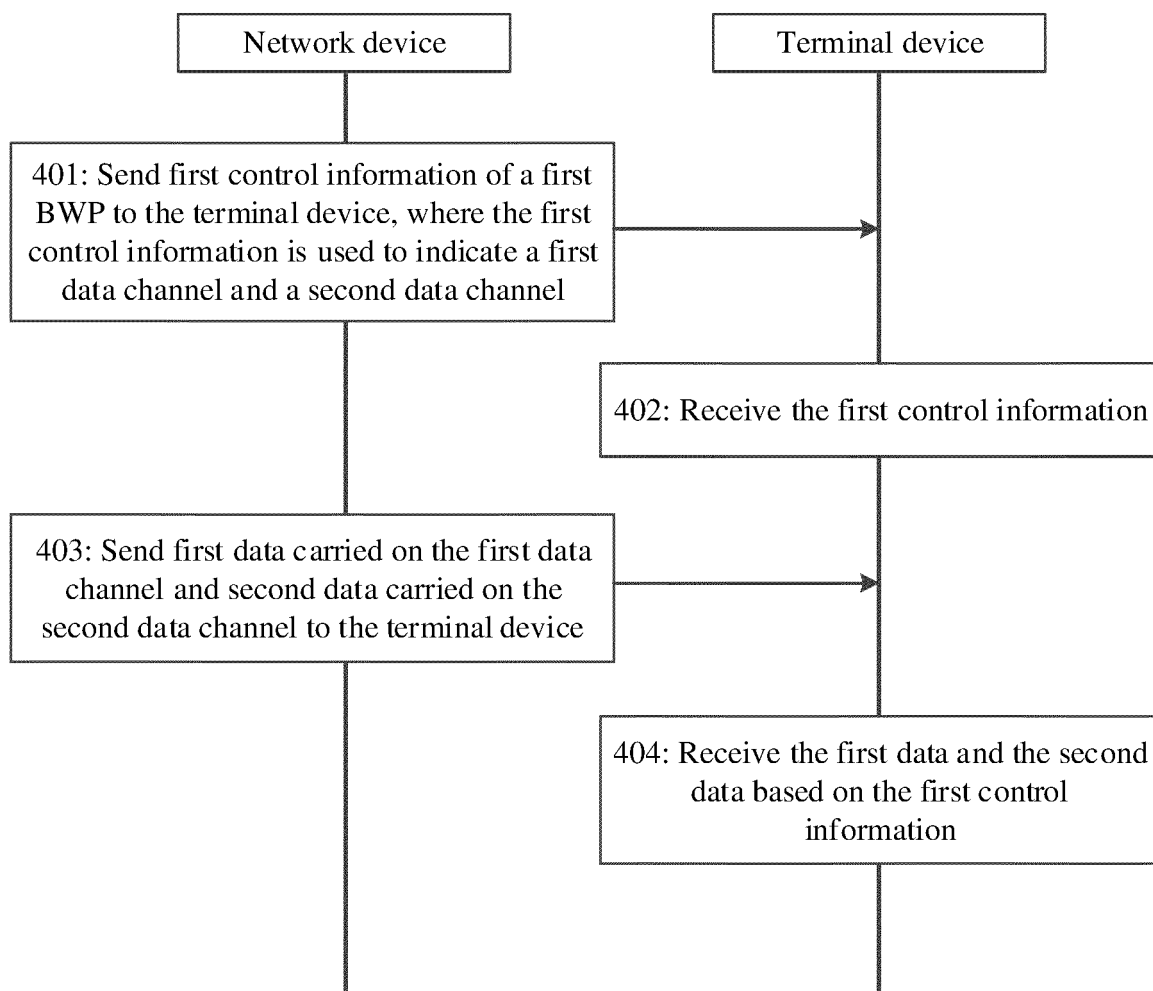 Network device
Terminal device
401: Send first control information of a first
BWP to the terminal device, where the first
control information is used to indicate a first
data channel and a second data channel
402: Receive the first control information
403: Send first data carried on the first data
channel and second data carried on the
second data channel to the terminal device
404: Receive the first data and the second
data based on the first control
information